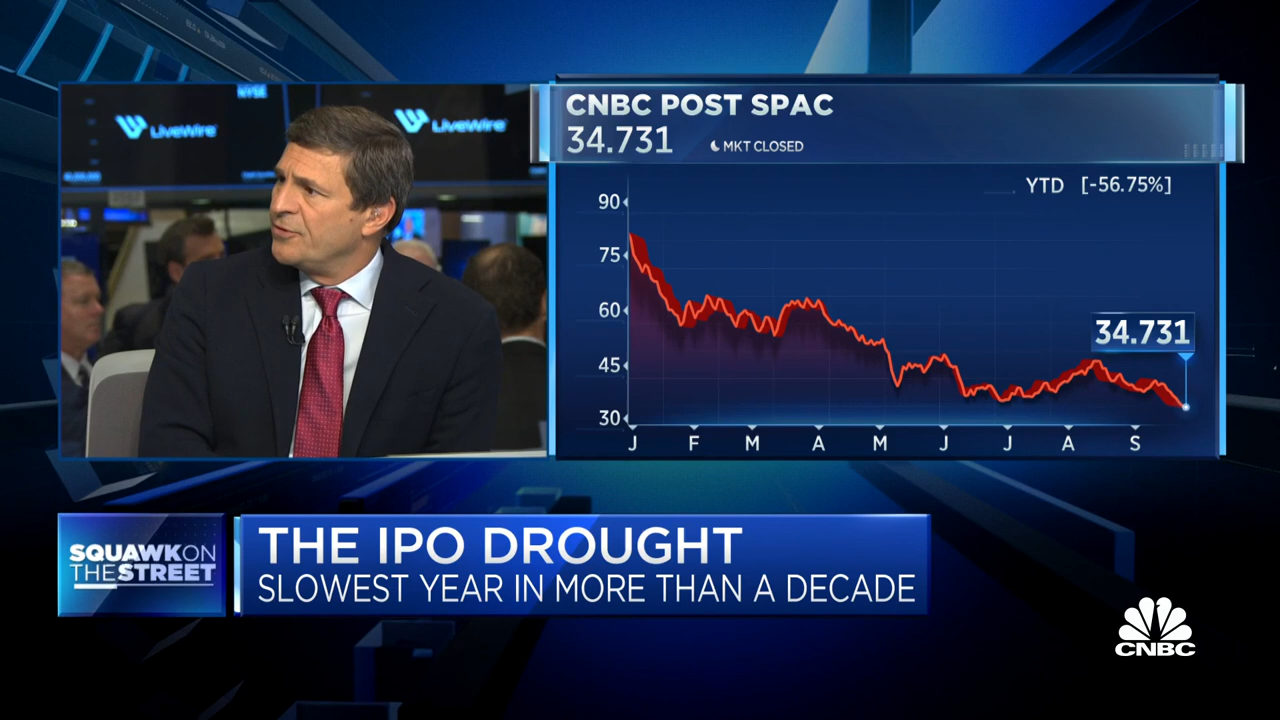 NYSE
LiveWire
LiveWire
CNBC POST SPAC
34.731
MKT CLOSED
YTD [-56.75%]
90
75
60
45
30
34.731
J F M A M J J A S
SQUAWK ON
THE STREET
THE IPO DROUGHT
SLOWEST YEAR IN MORE THAN A DECADE
CNBC